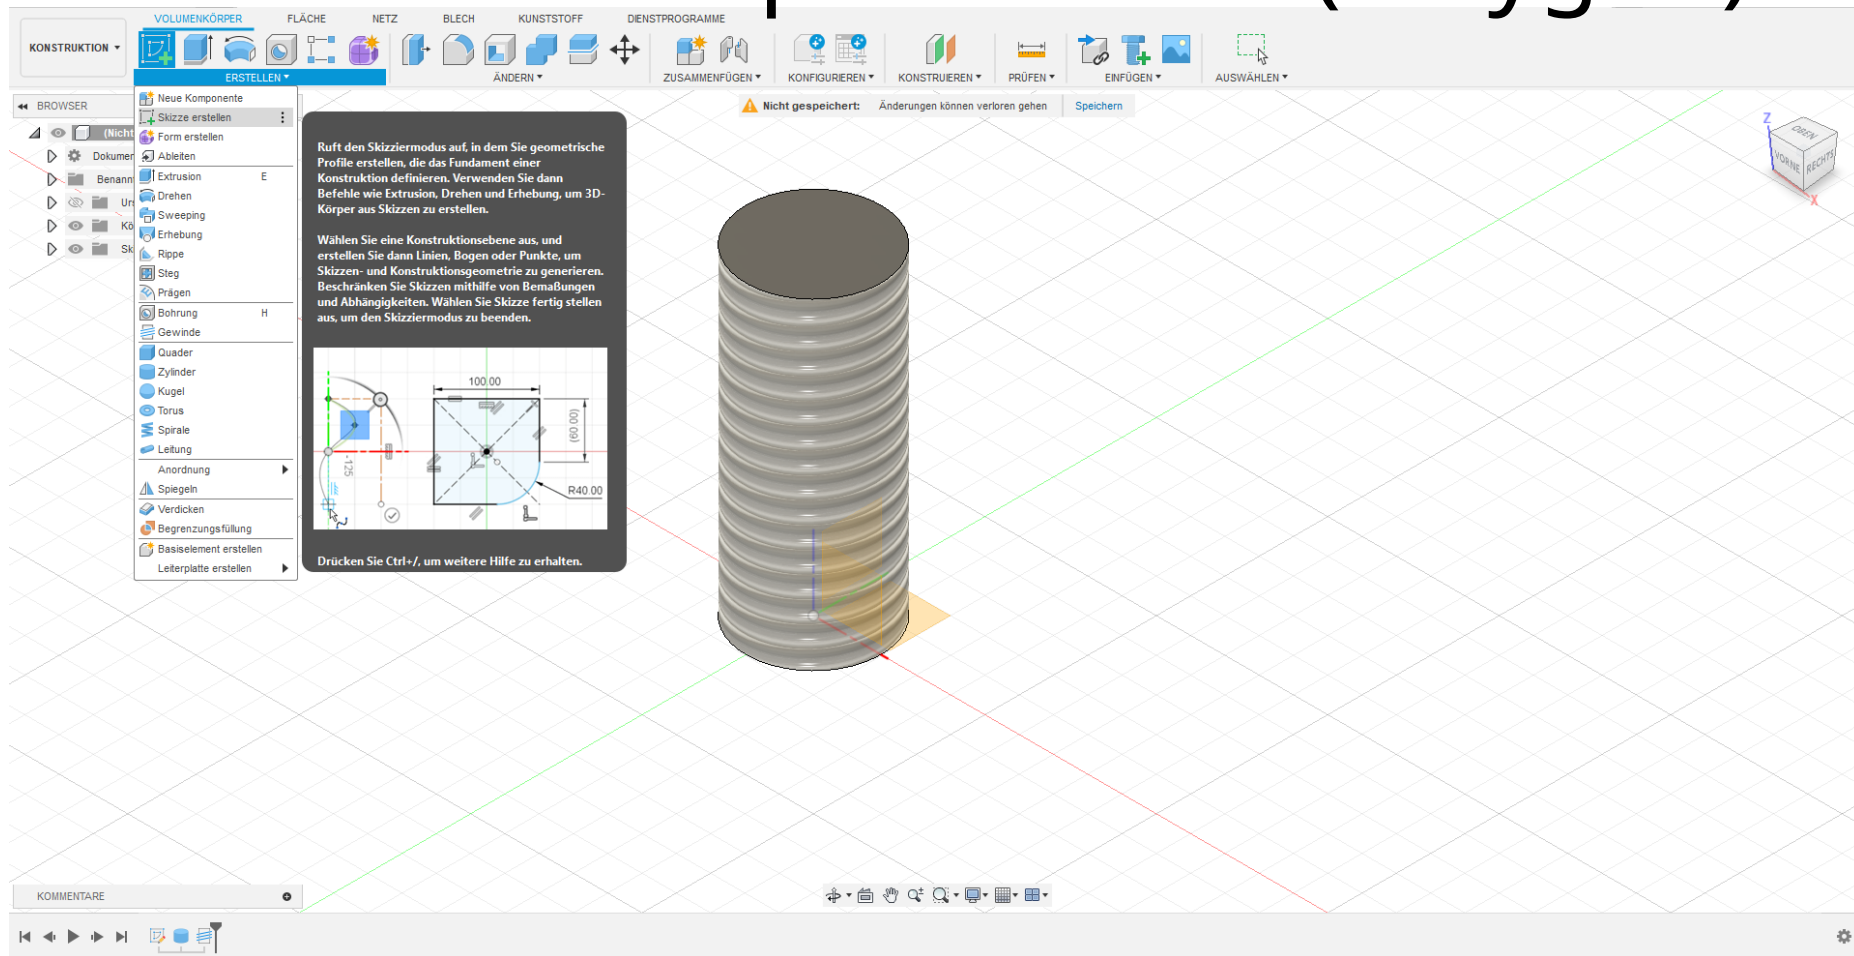 VOLUMENKÖRPER FLÄCHE NETZ BLECH KUNSTSTOFF DIENSTPROGRAMME
KONSTRUKTION
ERSTELLEN ÄNDERN ZUSAMMENFÜGEN KONFIGURIEREN KONSTRUIEREN PRÜFEN EINFÜGEN AUSWÄHLEN
BROWSER
Nicht gespeichert: Änderungen können verloren gehen Speichern
(Nicht
Dokumen
Benann
Urs
Kö
Sk
Neue Komponente
Skizze erstellen
Form erstellen
Ableiten
Extrusion E
Drehen
Sweeping
Erhebung
Rippe
Steg
Prägen
Bohrung H
Gewinde
Quader
Zylinder
Kugel
Torus
Spirale
Leitung
Anordnung
Spiegeln
Verdicken
Begrenzungsfüllung
Basiselement erstellen
Leiterplatte erstellen
Ruft den Skizziermodus auf, in dem Sie geometrische
Profile erstellen, die das Fundament einer
Konstruktion definieren. Verwenden Sie dann
Befehle wie Extrusion, Drehen und Erhebung, um 3D-
Körper aus Skizzen zu erstellen.
Wählen Sie eine Konstruktionsebene aus, und
erstellen Sie dann Linien, Bogen oder Punkte, um
Skizzen- und Konstruktionsgeometrie zu generieren.
Beschränken Sie Skizzen mithilfe von Bemaßungen
und Abhängigkeiten. Wählen Sie Skizze fertig stellen
aus, um den Skizziermodus zu beenden.
100.00
(60.00)
-125
R40.00
Drücken Sie Ctrl+/, um weitere Hilfe zu erhalten.
Z
OBEN
VORNE
RECHTS
X
KOMMENTARE